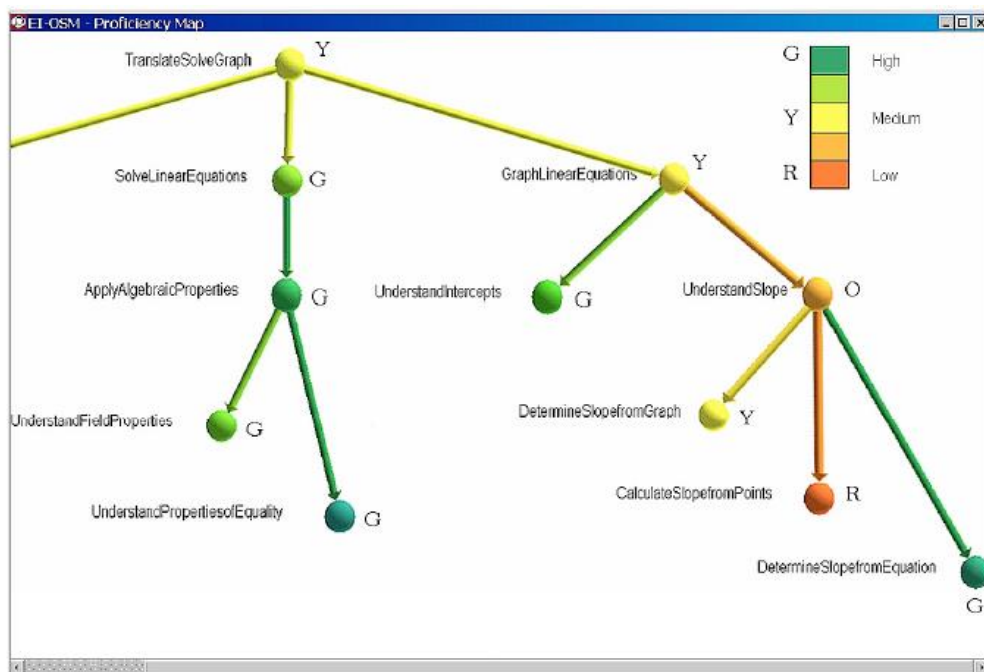 EI-OSM - Proficiency Map
TranslateSolveGraph Y
G High
Y Medium
R Low
SolveLinearEquations G
GraphLinearEquations Y
ApplyAlgebraicProperties G
UnderstandIntercepts G
UnderstandSlope O
UnderstandFieldProperties G
DetermineSlopefromGraph Y
CalculateSlopefromPoints R
UnderstandPropertiesofEquality G
DetermineSlopefromEquation
G